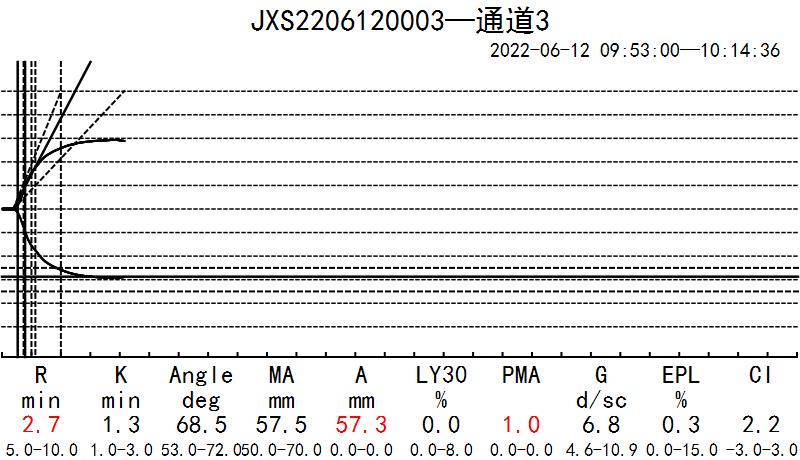 JXS2206120003—通道3
2022-06-12 09:53:00—10:14:36
R K Angle MA A LY30 PMA G EPL CI
min min deg mm mm % d/sc %
2.7 1.3 68.5 57.5 57.3 0.0 1.0 6.8 0.3 2.2
5.0-10.0 1.0-3.0 53.0-72.0 50.0-70.0 0.0-0.0 0.0-8.0 0.0-0.0 4.6-10.9 0.0-15.0 -3.0-3.0